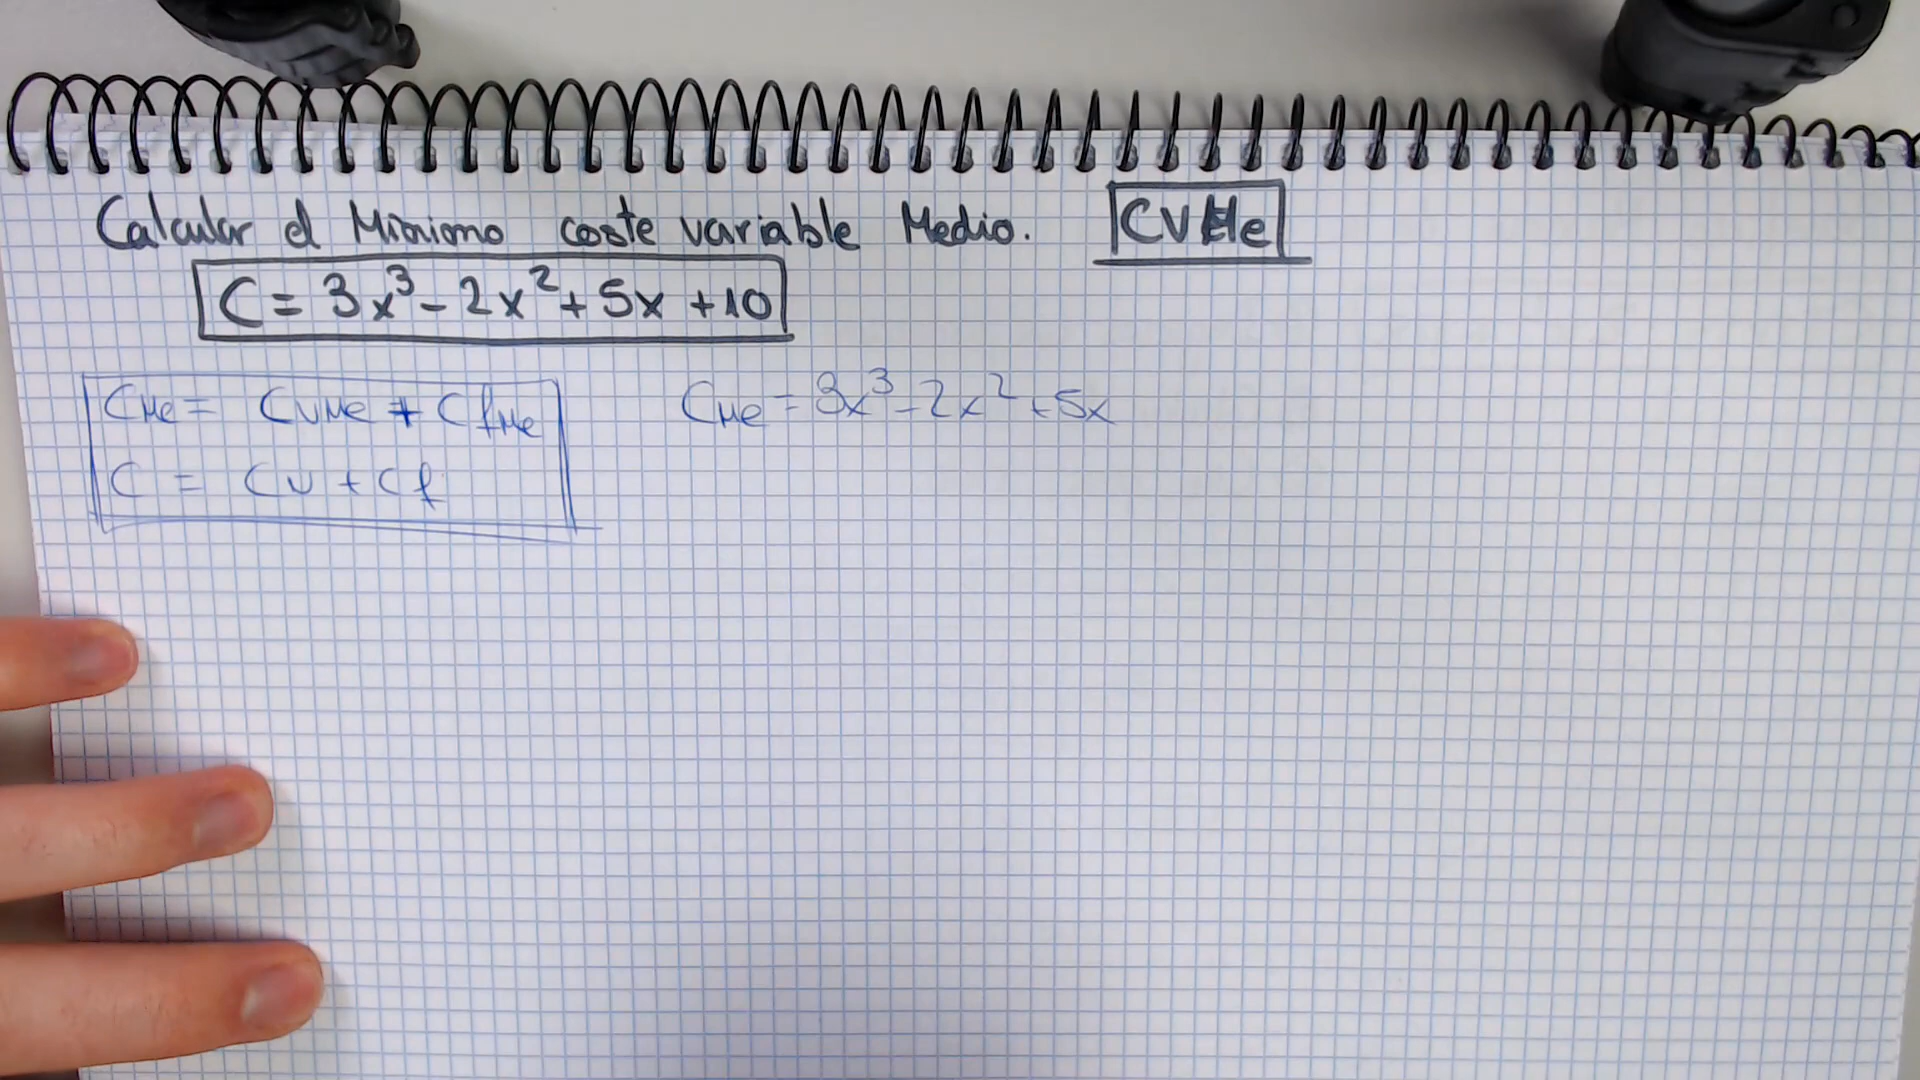 Calcular el Minimo coste variable Medio. CVMe
C = 3x³ - 2x² + 5x + 10
CMe = CVMe + CfMe
C = CV + Cf
CMe = 3x³ - 2x² + 5x